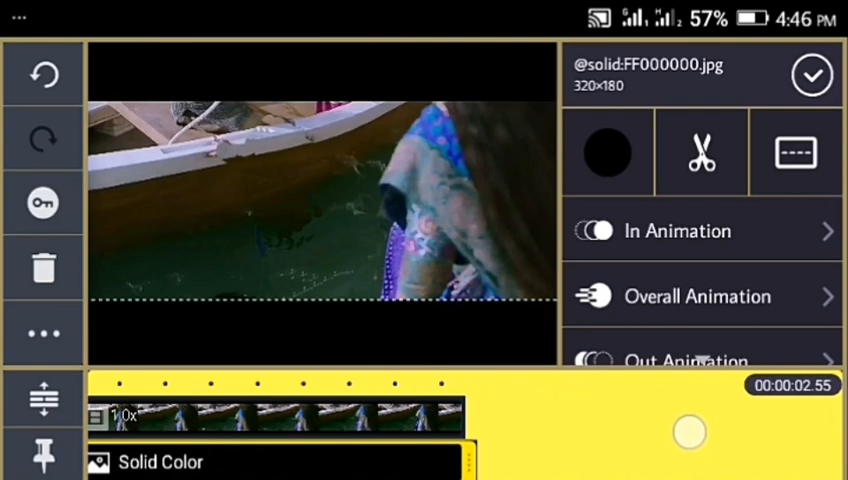 57% 4:46 PM
@solid:FF000000.jpg
320×180
In Animation
Overall Animation
Out Animation
00:00:02.55
1.0x
Solid Color